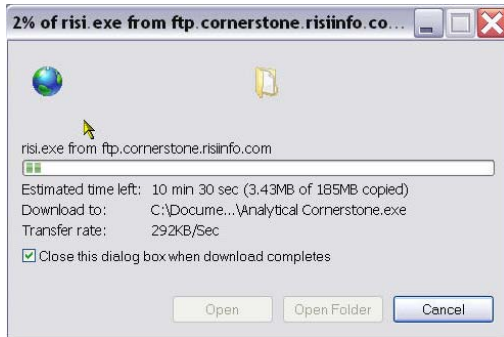 2% of risi.exe from ftp.cornerstone.risiinfo.co...
risi.exe from ftp.cornerstone.risiinfo.com
Estimated time left: 10 min 30 sec (3.43MB of 185MB copied)
Download to: C:\Docume...\Analytical Cornerstone.exe
Transfer rate: 292KB/Sec
Close this dialog box when download completes
Open Open Folder Cancel